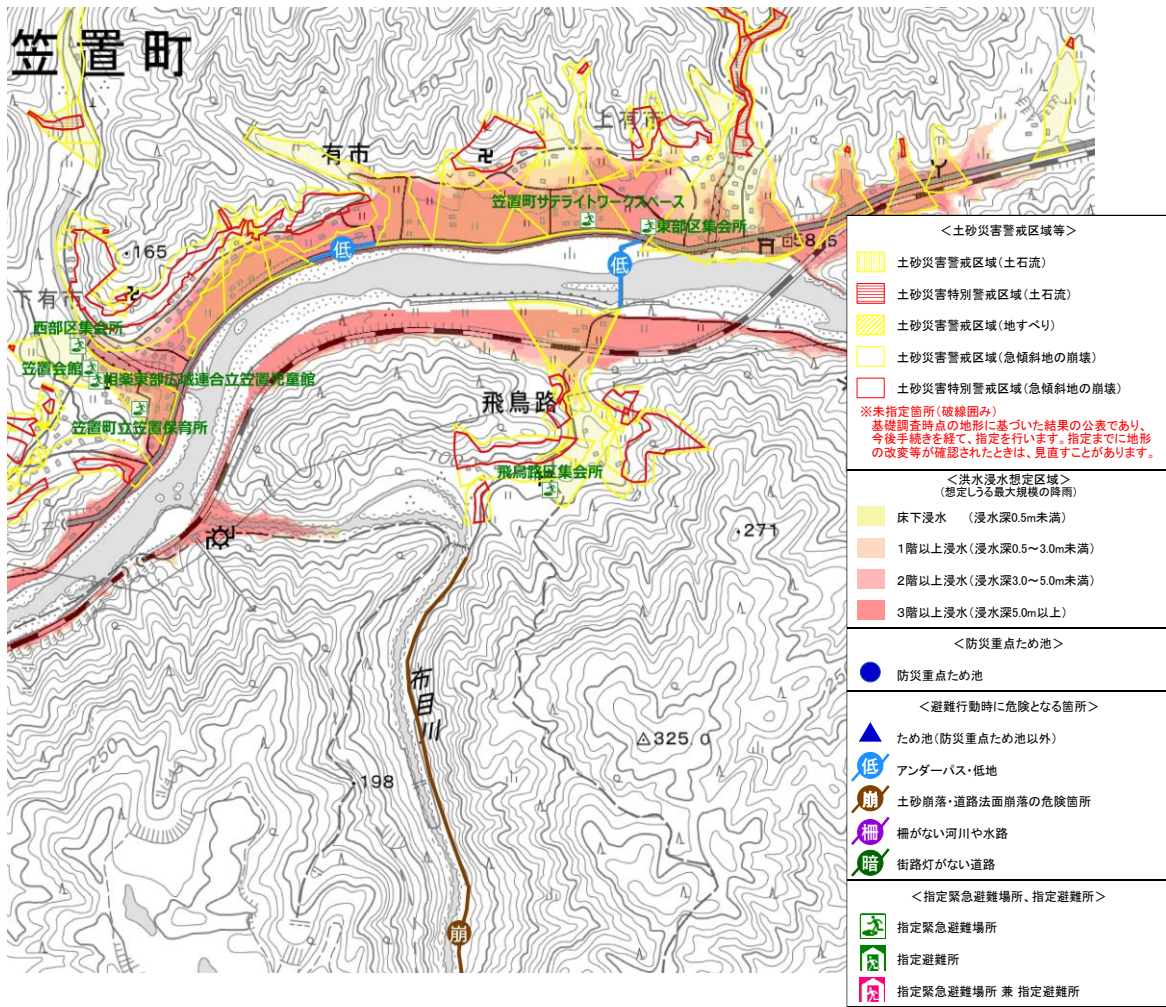 笠置町
150
上有市
有市
卍
笠置町サテライトワークスペース
東部区集会所
58.5
低
低
・165
卍
下有市
西部区集会所
笠置会館
相楽東部広域連合立笠置児童館
笠置町立笠置保育所
飛鳥路
100
飛鳥路区集会所
・271
布目川
325.0
250
・198
崩
＜土砂災害警戒区域等＞
土砂災害警戒区域(土石流)
土砂災害特別警戒区域(土石流)
土砂災害警戒区域(地すべり)
土砂災害警戒区域(急傾斜地の崩壊)
土砂災害特別警戒区域(急傾斜地の崩壊)
※未指定箇所(破線囲み)
基礎調査時点の地形に基づいた結果の公表であり、
今後手続きを経て、指定を行います。指定までに地形
の改変等が確認されたときは、見直すことがあります。
＜洪水浸水想定区域＞
(想定しうる最大規模の降雨)
床下浸水　(浸水深0.5m未満)
1階以上浸水(浸水深0.5～3.0m未満)
2階以上浸水(浸水深3.0～5.0m未満)
3階以上浸水(浸水深5.0m以上)
＜防災重点ため池＞
防災重点ため池
＜避難行動時に危険となる箇所＞
ため池(防災重点ため池以外)
低 アンダーパス・低地
崩 土砂崩落・道路法面崩落の危険箇所
柵 柵がない河川や水路
暗 街路灯がない道路
＜指定緊急避難場所、指定避難所＞
指定緊急避難場所
指定避難所
指定緊急避難場所 兼 指定避難所